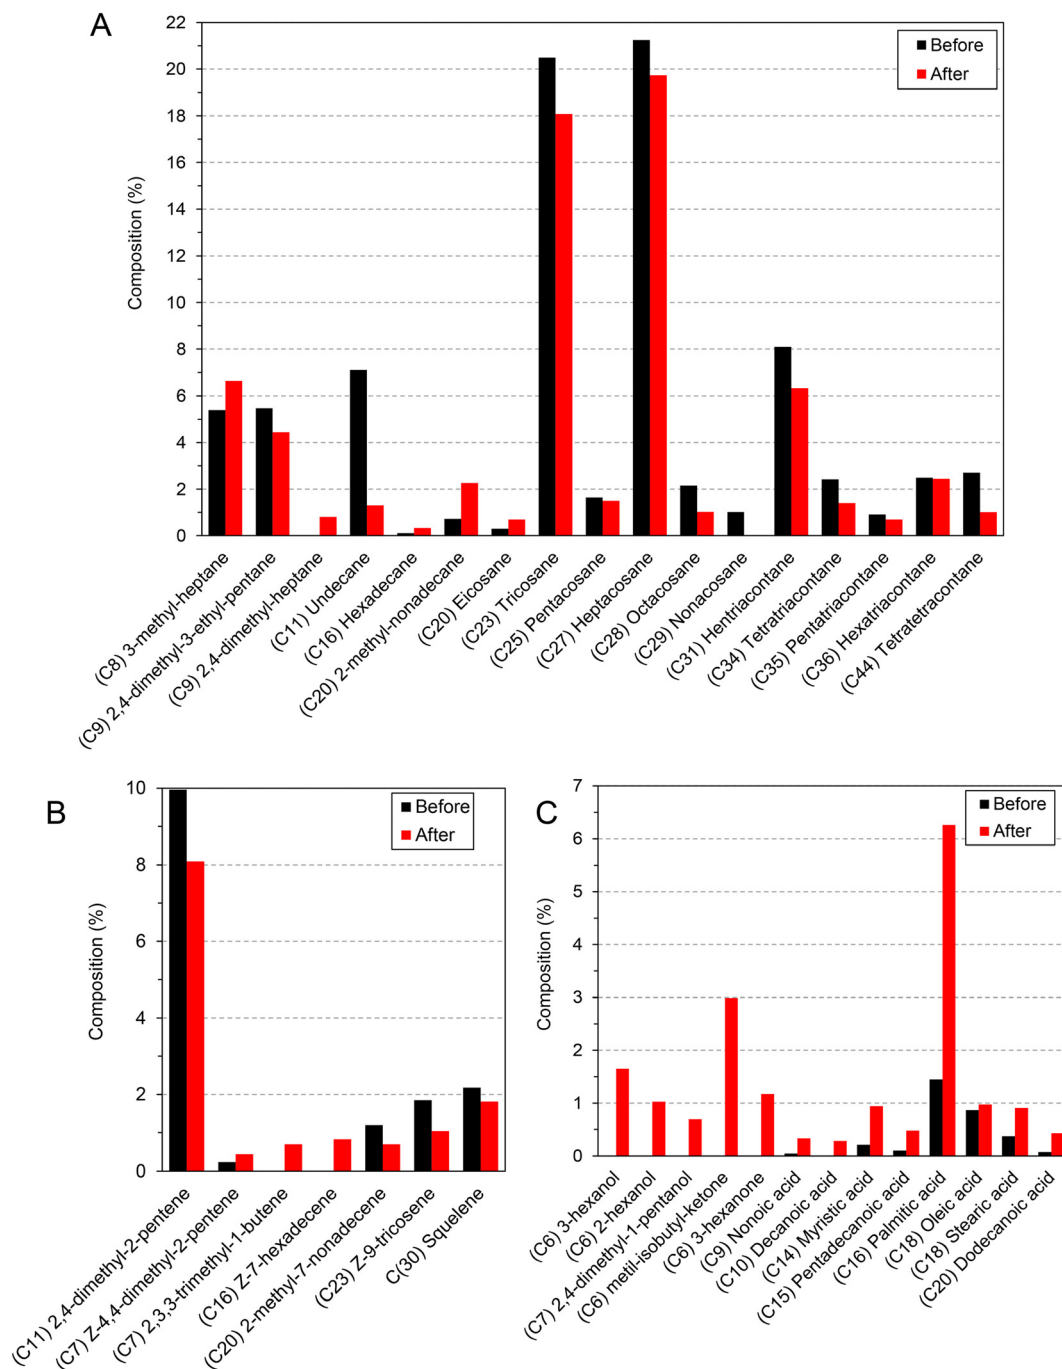 A
22
20
18
16
14
12
10
8
6
4
2
0
Composition (%)
Before
After
(C8) 3-methyl-heptane
(C9) 2,4-dimethyl-3-ethyl-pentane
(C9) 2,4-dimethyl-heptane
(C11) Undecane
(C16) Hexadecane
(C20) 2-methyl-nonadecane
(C20) Eicosane
(C23) Tricosane
(C25) Pentacosane
(C27) Heptacosane
(C28) Octacosane
(C29) Nonacosane
(C31) Hentriacontane
(C34) Tetratriacontane
(C35) Pentatriacontane
(C36) Hexatriacontane
(C44) Tetratetracontane
B
10
8
6
4
2
0
Composition (%)
Before
After
(C11) 2,4-dimethyl-2-pentene
(C7) Z-4,4-dimethyl-2-pentene
(C7) 2,3,3-trimethyl-1-butene
(C16) Z-7-hexadecene
(C20) 2-methyl-7-nonadecene
(C23) Z-9-tricosene
C(30) Squelene
C
7
6
5
4
3
2
1
0
Composition (%)
Before
After
(C6) 3-hexanol
(C6) 2-hexanol
(C7) 2,4-dimethyl-1-pentanol
(C6) metil-isobutyl-ketone
(C6) 3-hexanone
(C9) Nonoic acid
(C10) Decanoic acid
(C14) Myristic acid
(C15) Pentadecanoic acid
(C16) Palmitic acid
(C18) Oleic acid
(C18) Stearic acid
(C20) Dodecanoic acid